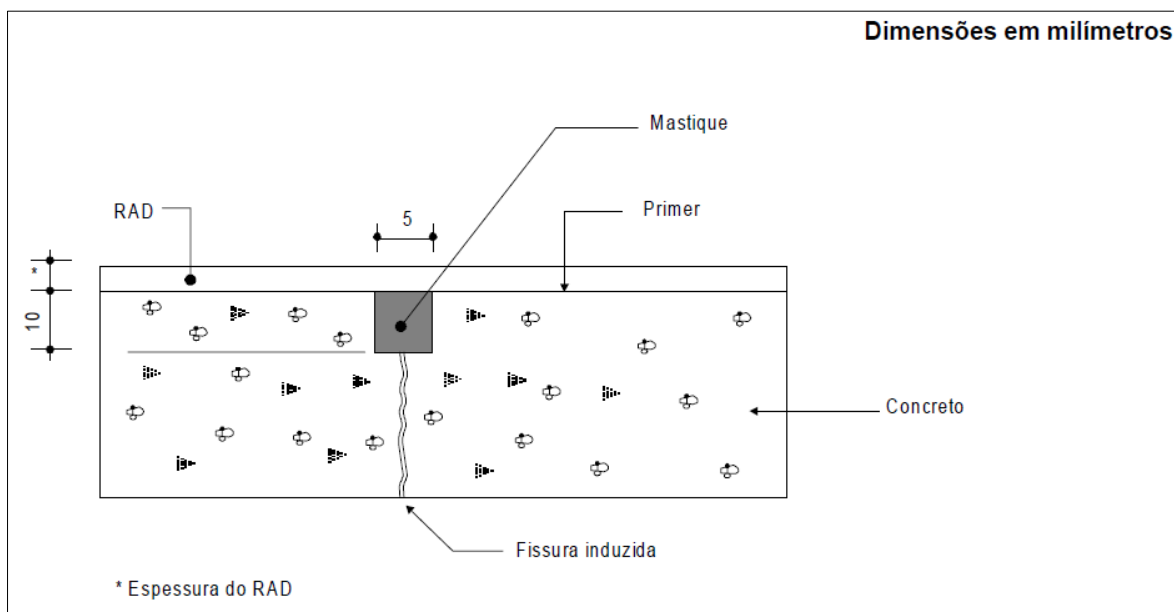 Dimensões em milímetros
Mastique
RAD
5
Primer
*
10
Concreto
Fissura induzida
* Espessura do RAD